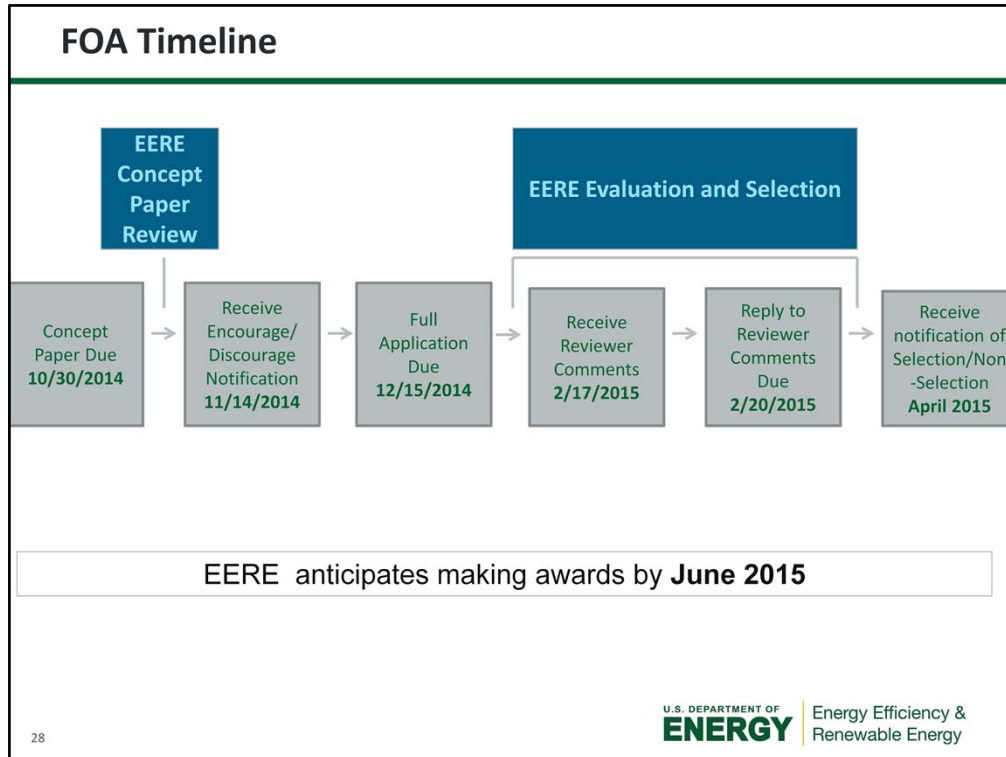 FOA Timeline
EERE
Concept
Paper
Review
EERE Evaluation and Selection
Concept
Paper Due
10/30/2014
Receive
Encourage/
Discourage
Notification
11/14/2014
Full
Application
Due
12/15/2014
Receive
Reviewer
Comments
2/17/2015
Reply to
Reviewer
Comments
Due
2/20/2015
Receive
notification of
Selection/Non
-Selection
April 2015
EERE anticipates making awards by June 2015
28
U.S. DEPARTMENT OF
ENERGY
Energy Efficiency &
Renewable Energy